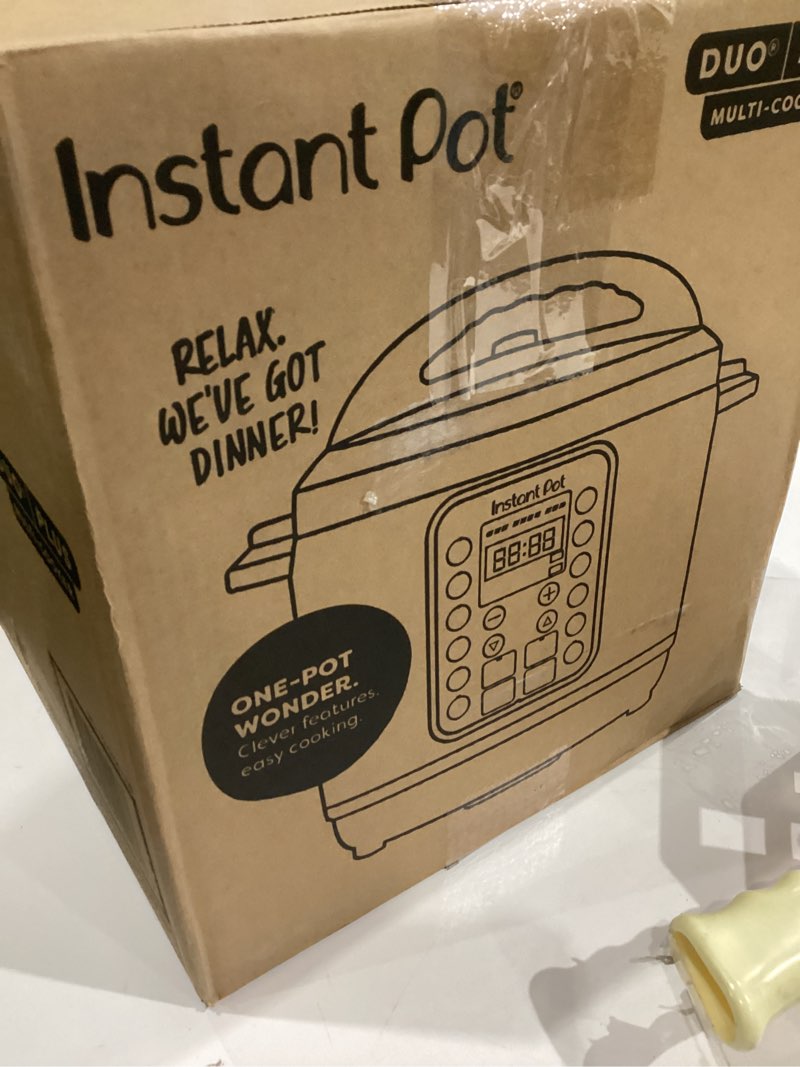 DUO®
MULTI-COO
Instant Pot®
RELAX.
WE'VE GOT
DINNER!
Instant Pot
88:88
ONE-POT
WONDER.
Clever features,
easy cooking.
PLUS